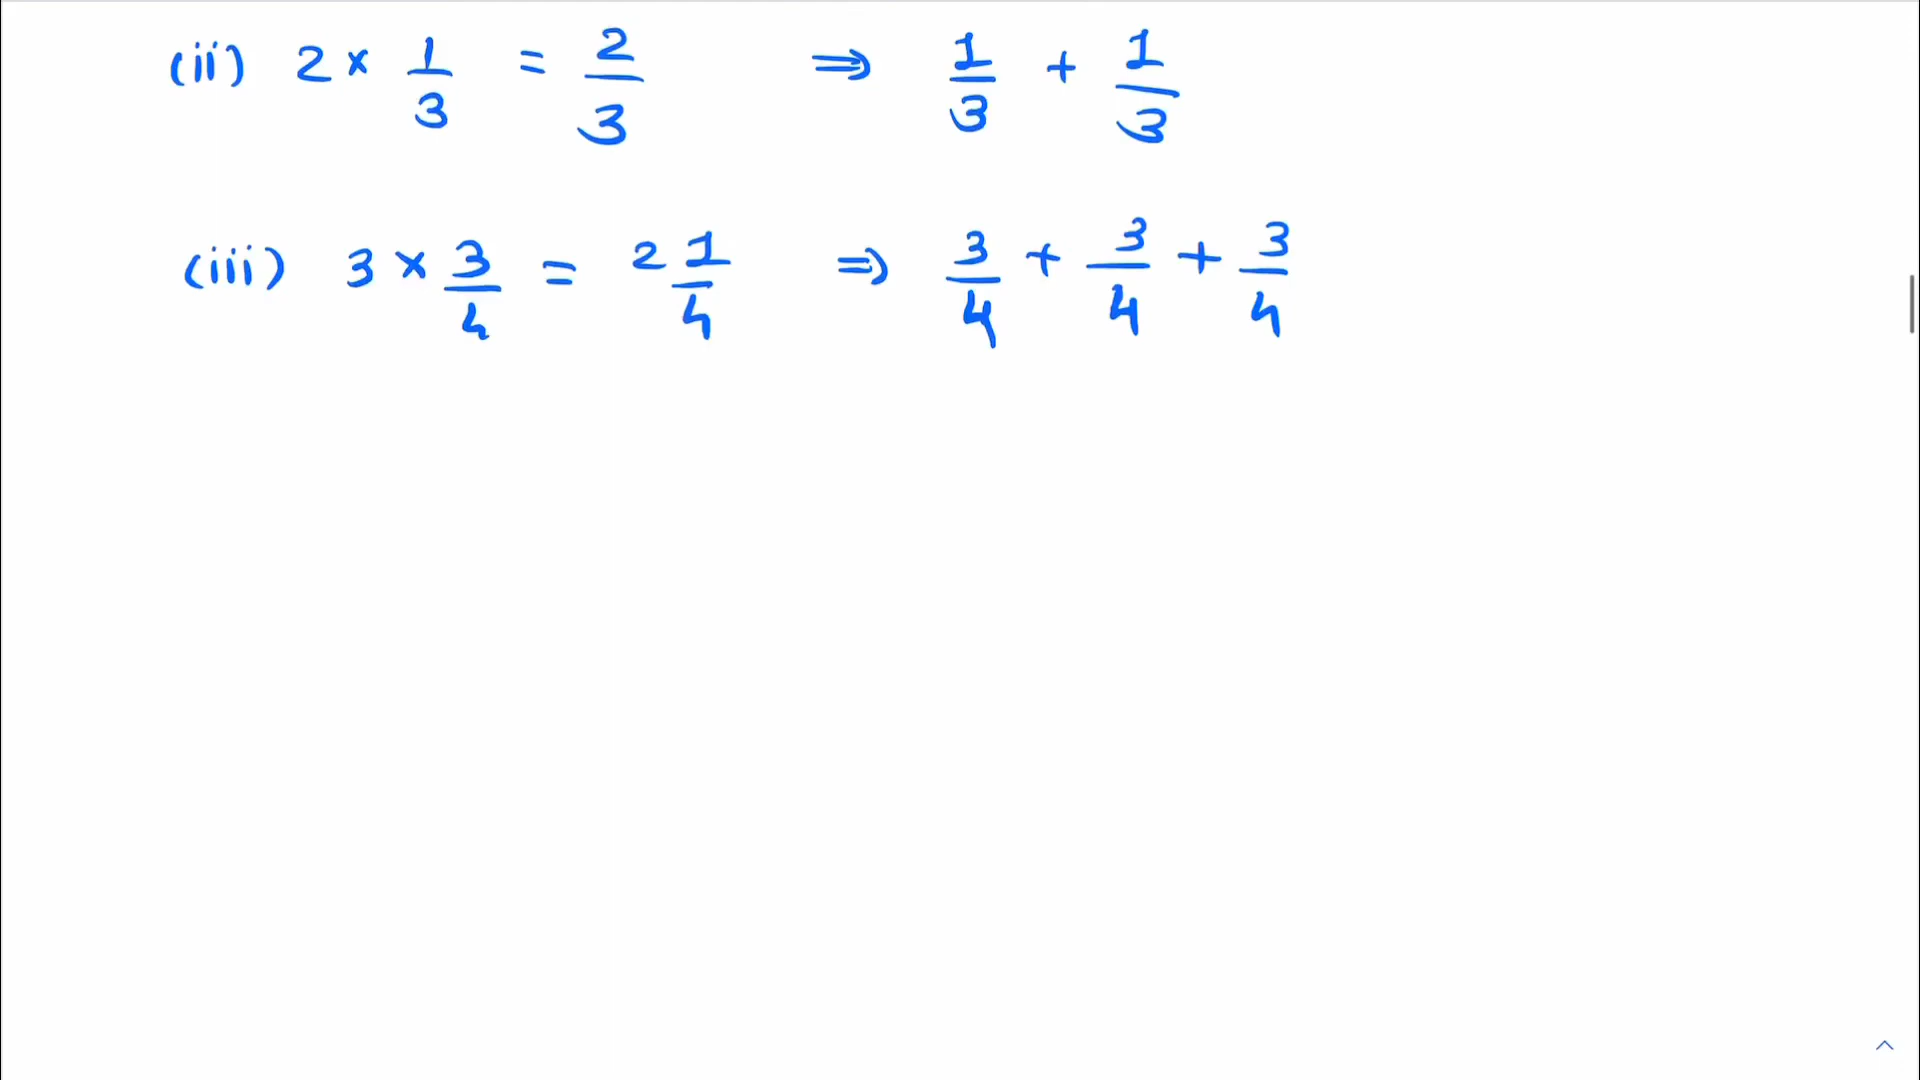 (ii) 2 × 1/3 = 2/3 ⇒ 1/3 + 1/3
(iii) 3 × 3/4 = 2 1/4 ⇒ 3/4 + 3/4 + 3/4